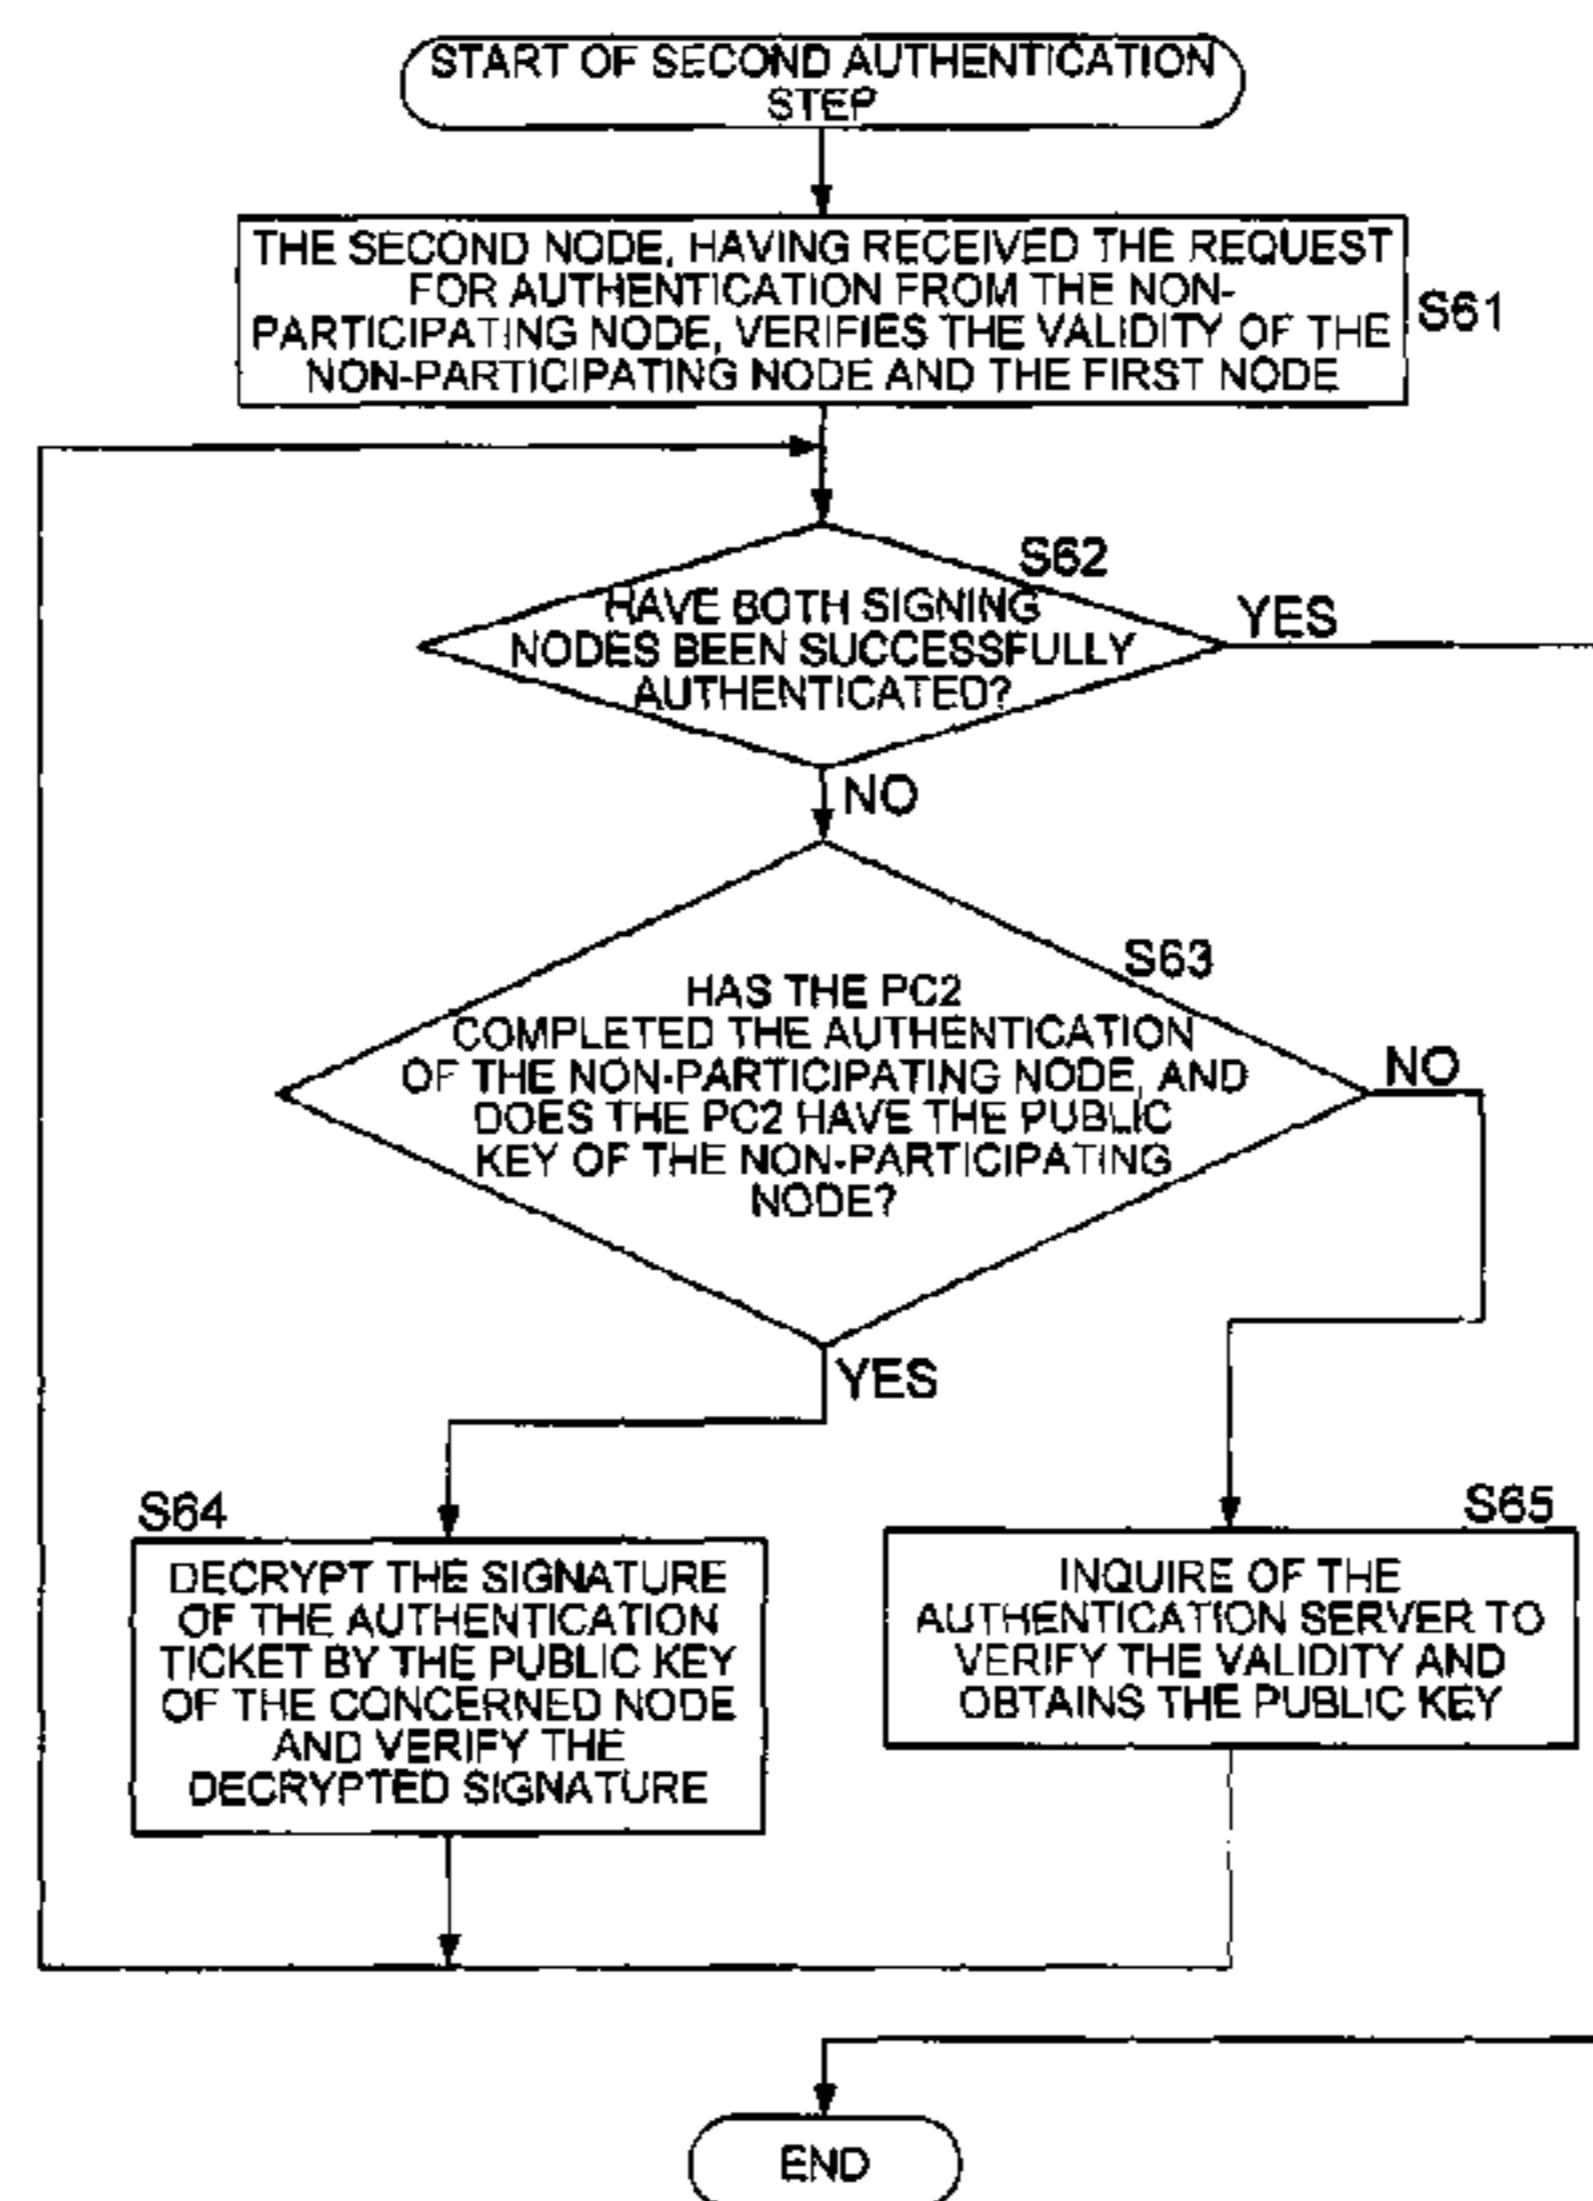 START OF SECOND AUTHENTICATION
STEP
THE SECOND NODE, HAVING RECEIVED THE REQUEST
FOR AUTHENTICATION FROM THE NON-
PARTICIPATING NODE, VERIFIES THE VALIDITY OF THE
NON-PARTICIPATING NODE AND THE FIRST NODE
S61
S62
HAVE BOTH SIGNING
NODES BEEN SUCCESSFULLY
AUTHENTICATED?
YES
NO
S63
HAS THE PC2
COMPLETED THE AUTHENTICATION
OF THE NON-PARTICIPATING NODE, AND
DOES THE PC2 HAVE THE PUBLIC
KEY OF THE NON-PARTICIPATING
NODE?
NO
YES
S64
DECRYPT THE SIGNATURE
OF THE AUTHENTICATION
TICKET BY THE PUBLIC KEY
OF THE CONCERNED NODE
AND VERIFY THE
DECRYPTED SIGNATURE
S65
INQUIRE OF THE
AUTHENTICATION SERVER TO
VERIFY THE VALIDITY AND
OBTAINS THE PUBLIC KEY
END